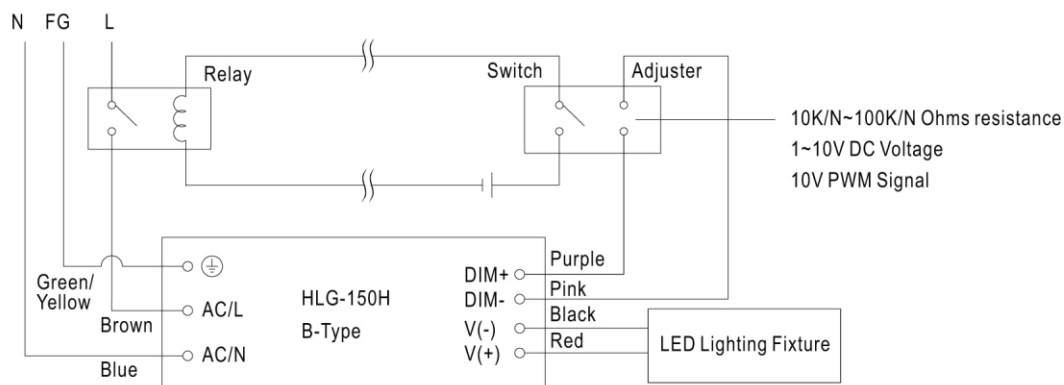 N FG L
Relay
Switch
Adjuster
10K/N~100K/N Ohms resistance
1~10V DC Voltage
10V PWM Signal
Green/
Yellow
Brown
Blue
AC/L
AC/N
HLG-150H
B-Type
DIM+
DIM-
V(-)
V(+)
Purple
Pink
Black
Red
LED Lighting Fixture